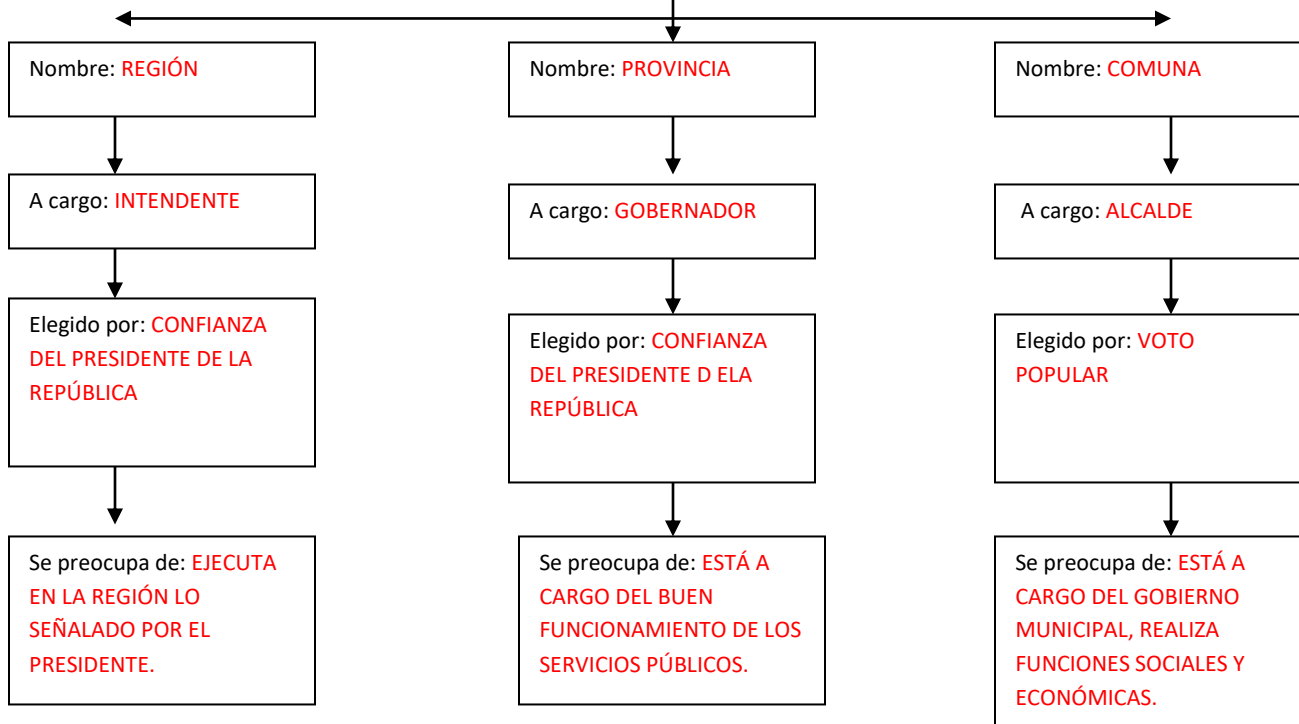 Nombre: REGIÓN
A cargo: INTENDENTE
Elegido por: CONFIANZA
DEL PRESIDENTE DE LA
REPÚBLICA
Se preocupa de: EJECUTA
EN LA REGIÓN LO
SEÑALADO POR EL
PRESIDENTE.
Nombre: PROVINCIA
A cargo: GOBERNADOR
Elegido por: CONFIANZA
DEL PRESIDENTE D ELA
REPÚBLICA
Se preocupa de: ESTÁ A
CARGO DEL BUEN
FUNCIONAMIENTO DE LOS
SERVICIOS PÚBLICOS.
Nombre: COMUNA
A cargo: ALCALDE
Elegido por: VOTO
POPULAR
Se preocupa de: ESTÁ A
CARGO DEL GOBIERNO
MUNICIPAL, REALIZA
FUNCIONES SOCIALES Y
ECONÓMICAS.